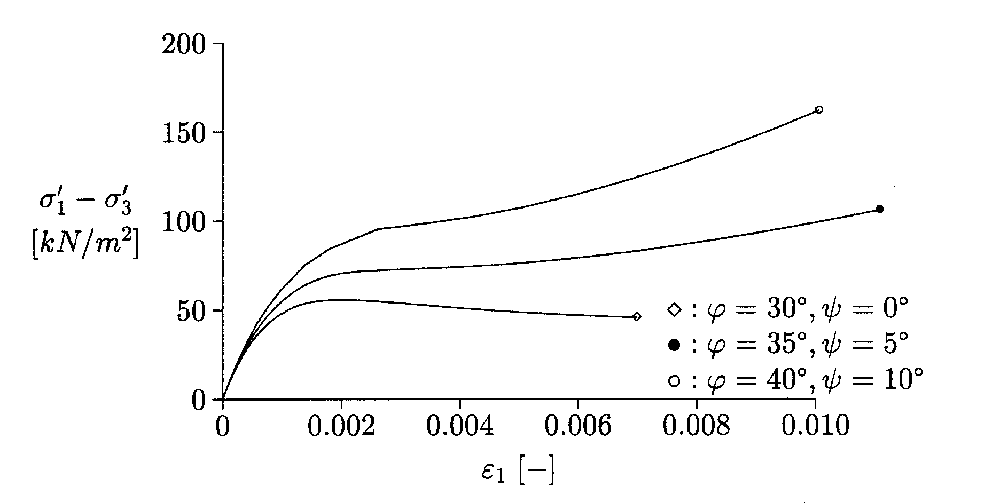 200
150
σ′₁ − σ′₃
[kN/m²]
100
50
◇ : φ = 30°, ψ = 0°
● : φ = 35°, ψ = 5°
○ : φ = 40°, ψ = 10°
0
0 0.002 0.004 0.006 0.008 0.010
ε₁ [−]